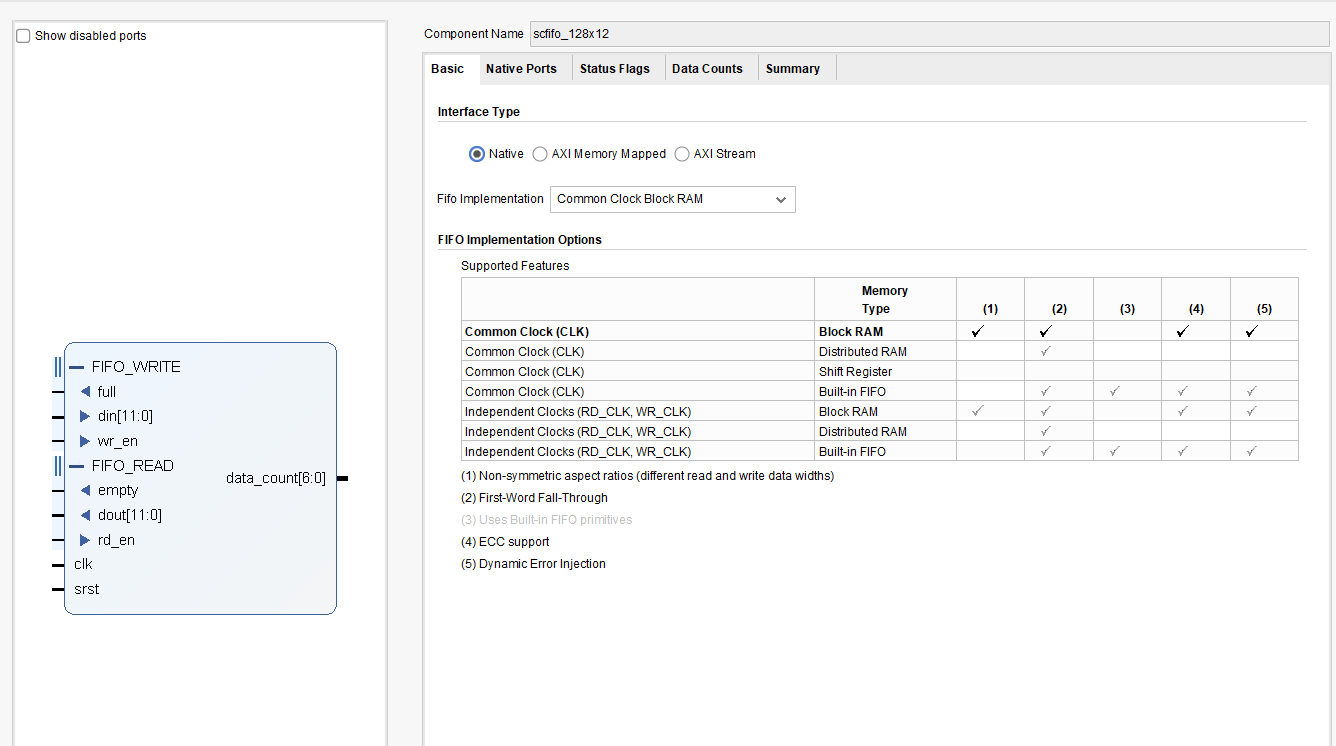 Show disabled ports
FIFO_WRITE
full
din[11:0]
wr_en
FIFO_READ
empty
dout[11:0]
rd_en
clk
srst
data_count[6:0]
Component Name scfifo_128x12
Basic Native Ports Status Flags Data Counts Summary
Interface Type
Native AXI Memory Mapped AXI Stream
Fifo Implementation Common Clock Block RAM
FIFO Implementation Options
Supported Features
Memory
Type (1) (2) (3) (4) (5)
Common Clock (CLK) Block RAM ✓ ✓ ✓ ✓
Common Clock (CLK) Distributed RAM ✓
Common Clock (CLK) Shift Register
Common Clock (CLK) Built-in FIFO ✓ ✓ ✓ ✓
Independent Clocks (RD_CLK, WR_CLK) Block RAM ✓ ✓ ✓ ✓
Independent Clocks (RD_CLK, WR_CLK) Distributed RAM ✓
Independent Clocks (RD_CLK, WR_CLK) Built-in FIFO ✓ ✓ ✓ ✓
(1) Non-symmetric aspect ratios (different read and write data widths)
(2) First-Word Fall-Through
(3) Uses Built-in FIFO primitives
(4) ECC support
(5) Dynamic Error Injection